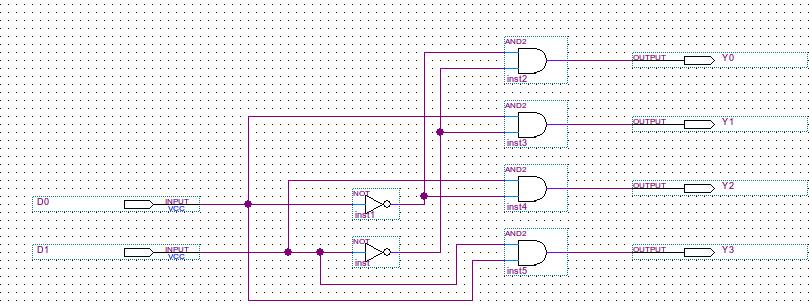 AND2
OUTPUT Y0
inst2
AND2
OUTPUT Y1
inst3
AND2
OUTPUT Y2
NOT
D0 INPUT
VCC
inst4
inst1
AND2
NOT
D1 INPUT
VCC
OUTPUT Y3
inst
inst5